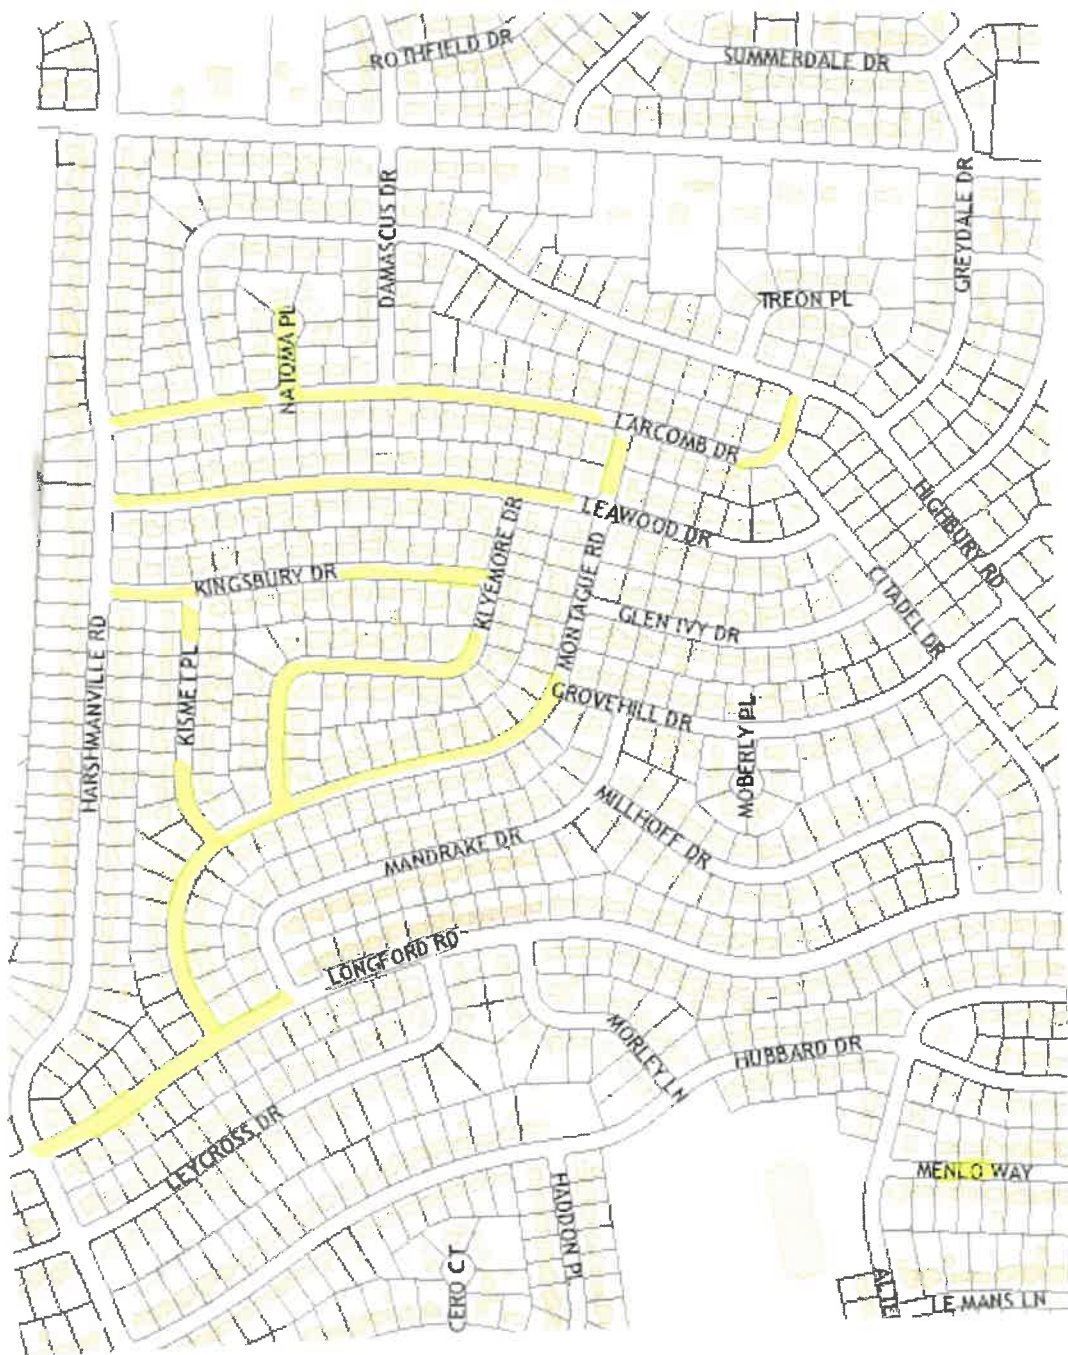 ROTHFIELD DR
SUMMERDALE DR
DAMASCUS DR
GREYDALE DR
TREON PL
NATOMA PL
LARCOMB DR
LEAWOOD DR
HIGHBURY RD
KLYEMORE DR
KINGSBURY DR
MONTAGUE RD
GLEN IVY DR
CITADEL DR
HARSHMANVILLE RD
KISMET PL
GROVEHILL DR
MOBERLY PL
MILLHOFF DR
MANDRAKE DR
LONGFORD RD
MORLEY LN
HUBBARD DR
LEYCROSS DR
MENLO WAY
HADDON PL
CERO CT
LE MANS LN